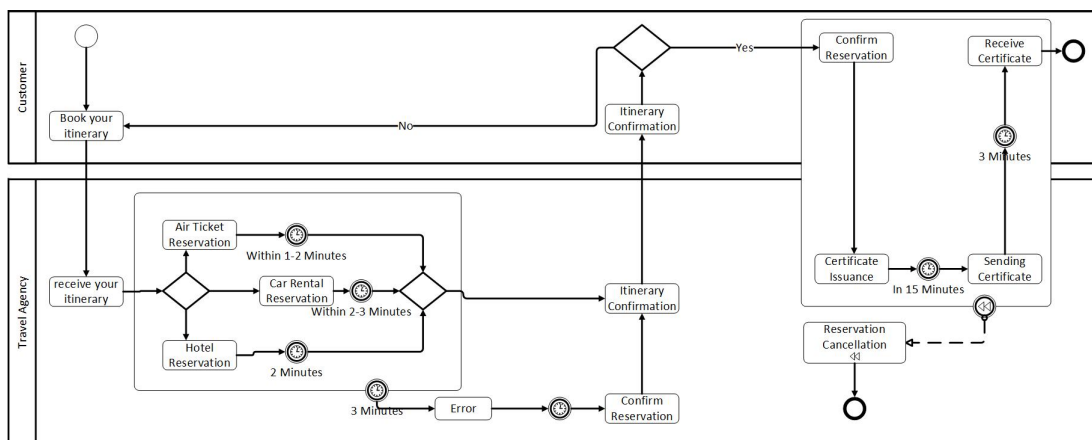 Customer
Book your
itinerary
No
Itinerary
Confirmation
Yes
Confirm
Reservation
Receive
Certificate
3 Minutes
Travel Agency
receive your
itinerary
Air Ticket
Reservation
Within 1-2 Minutes
Car Rental
Reservation
Within 2-3 Minutes
Hotel
Reservation
2 Minutes
3 Minutes
Error
Confirm
Reservation
Itinerary
Confirmation
Certificate
Issuance
In 15 Minutes
Sending
Certificate
Reservation
Cancellation